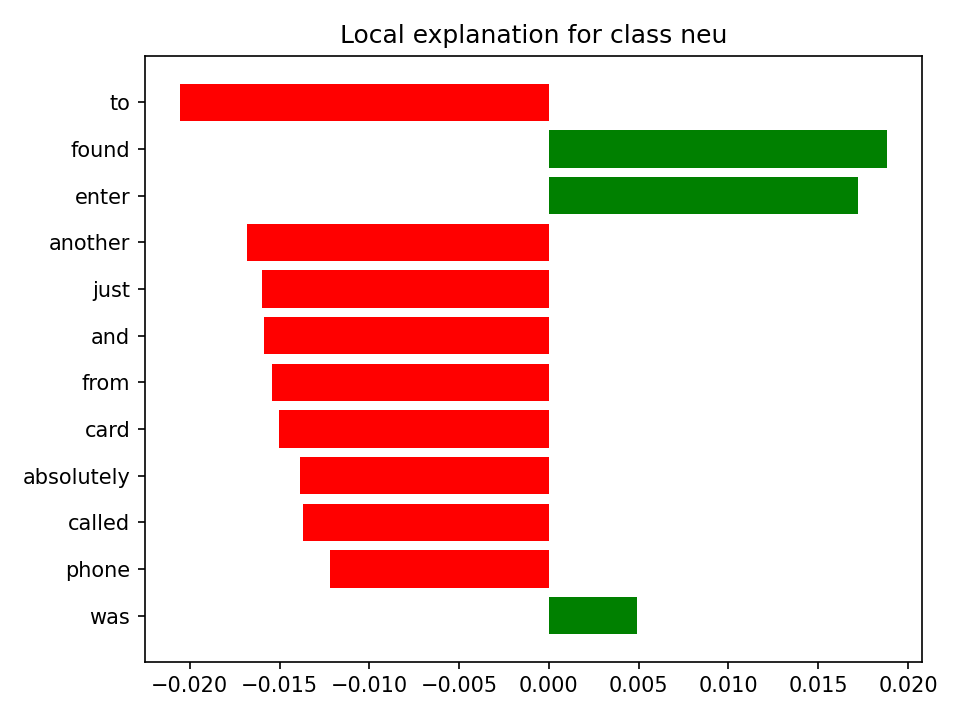 Local explanation for class neu
to
found
enter
another
just
and
from
card
absolutely
called
phone
was
−0.020 −0.015 −0.010 −0.005 0.000 0.005 0.010 0.015 0.020